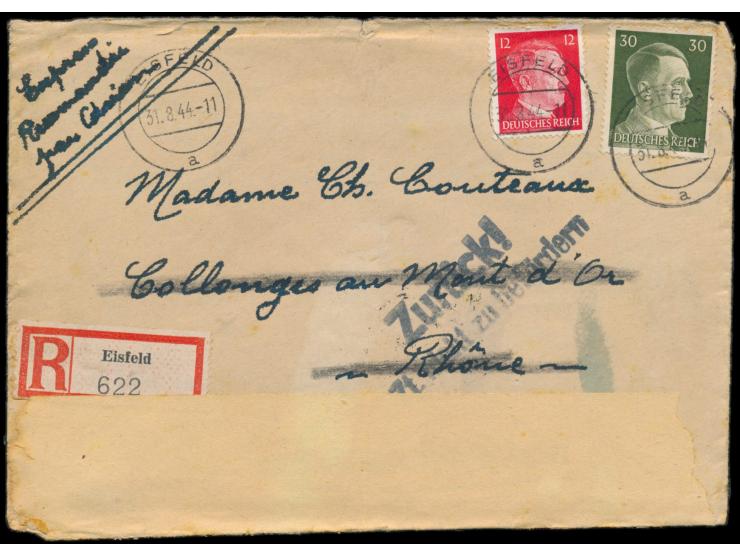 Express
Recommandée
par Avion
EISFELD
31.8.44.-11
a
12 12
DEUTSCHES REICH
EISFELD
a
30 30
DEUTSCHES REICH
a
Madame Ch. Couteaux
Collonges au Mont d'Or
Rhône
Zurück!
zu befördern
R Eisfeld
622